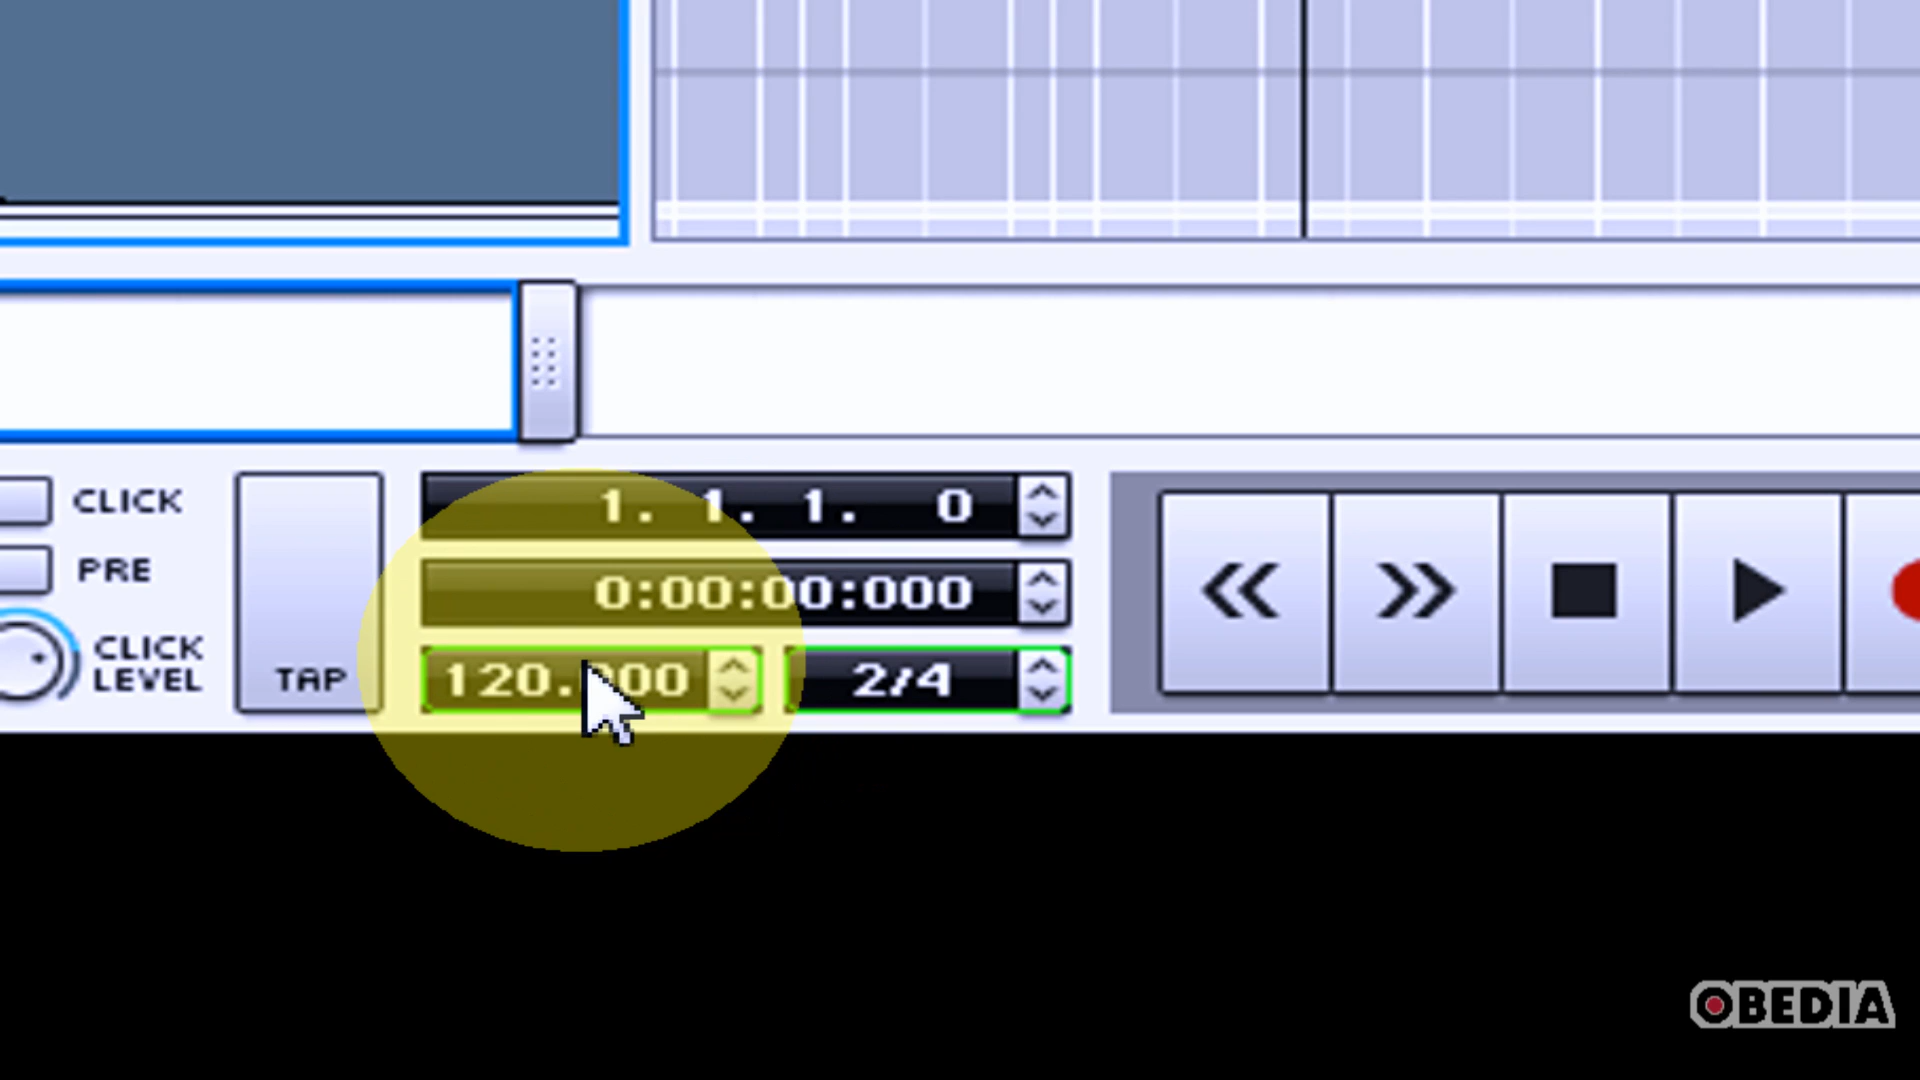 CLICK
PRE
CLICK
LEVEL
TAP
1. 1. 1. 0
0:00:00:000
120.000
2/4
OBEDIA